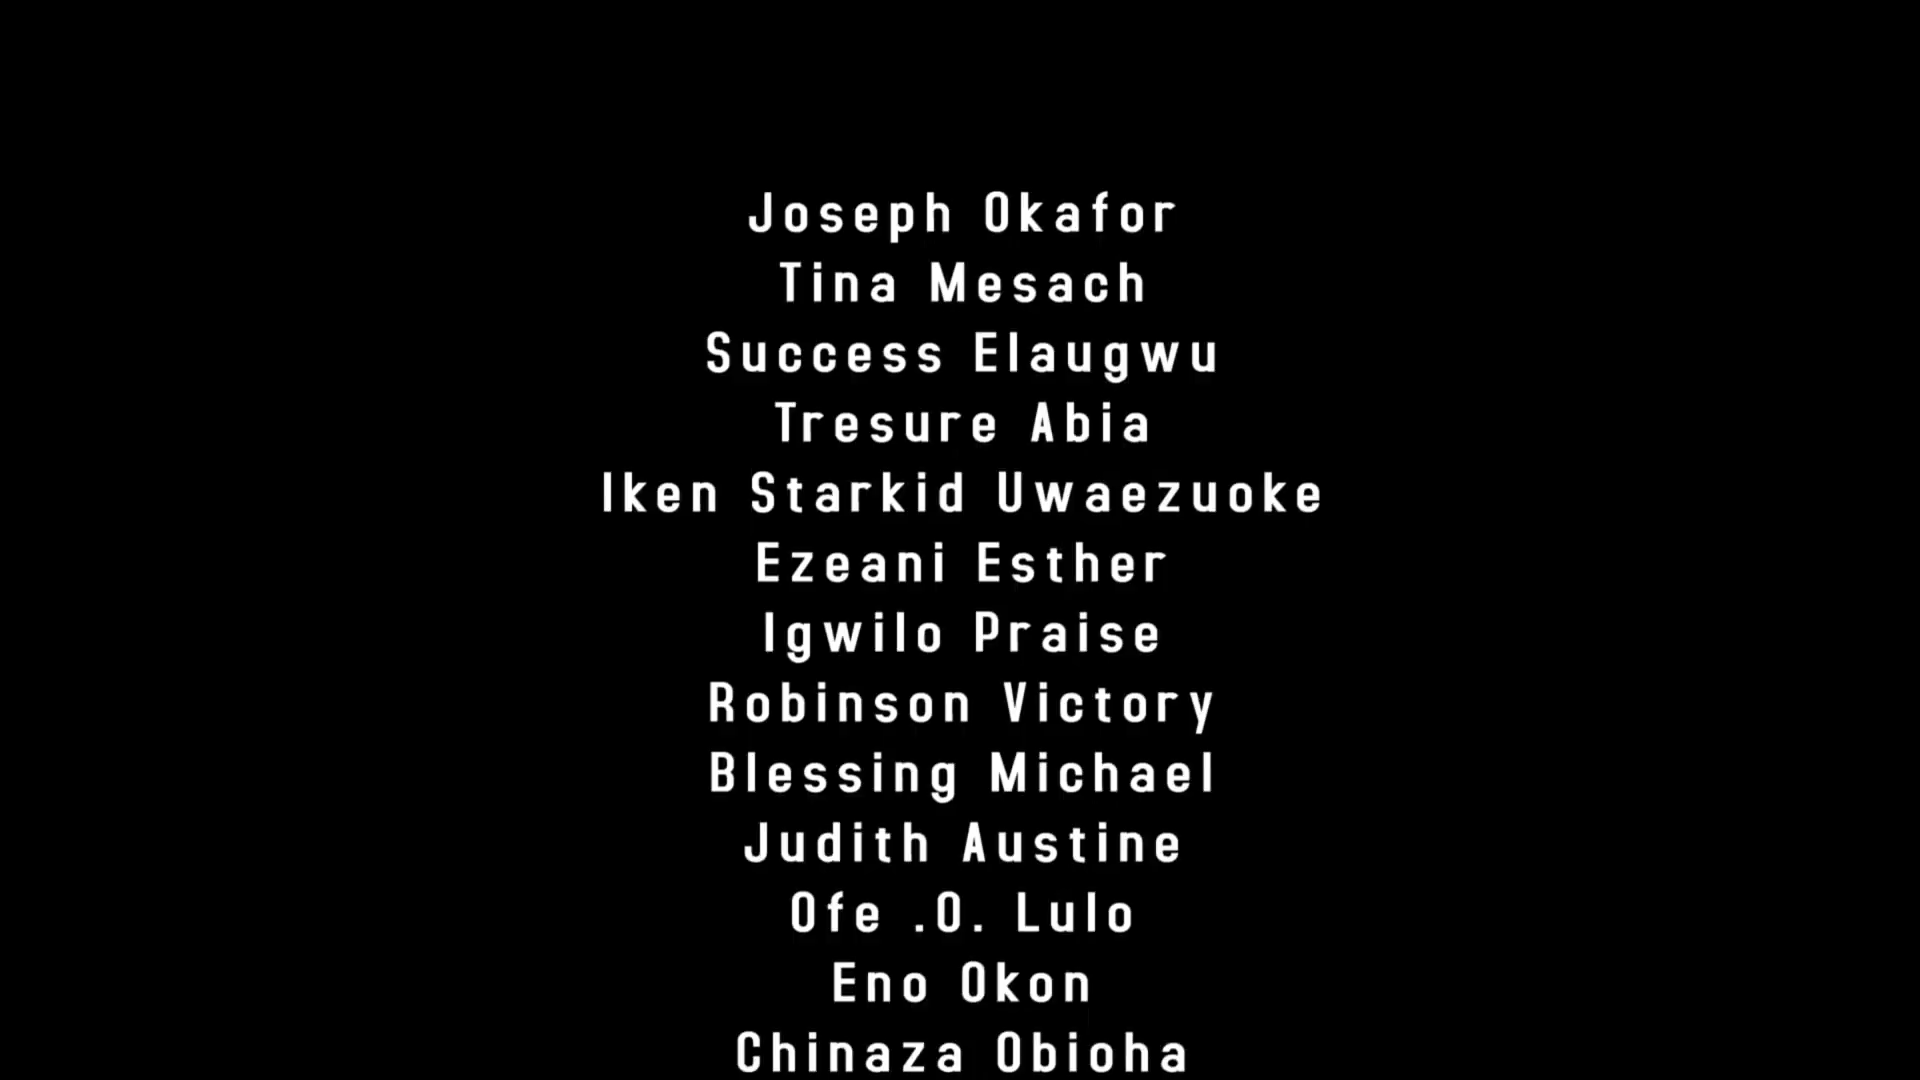 Joseph Okafor
Tina Mesach
Success Elaugwu
Tresure Abia
Iken Starkid Uwaezuoke
Ezeani Esther
Igwilo Praise
Robinson Victory
Blessing Michael
Judith Austine
Ofe .O. Lulo
Eno Okon
Chinaza Obioha